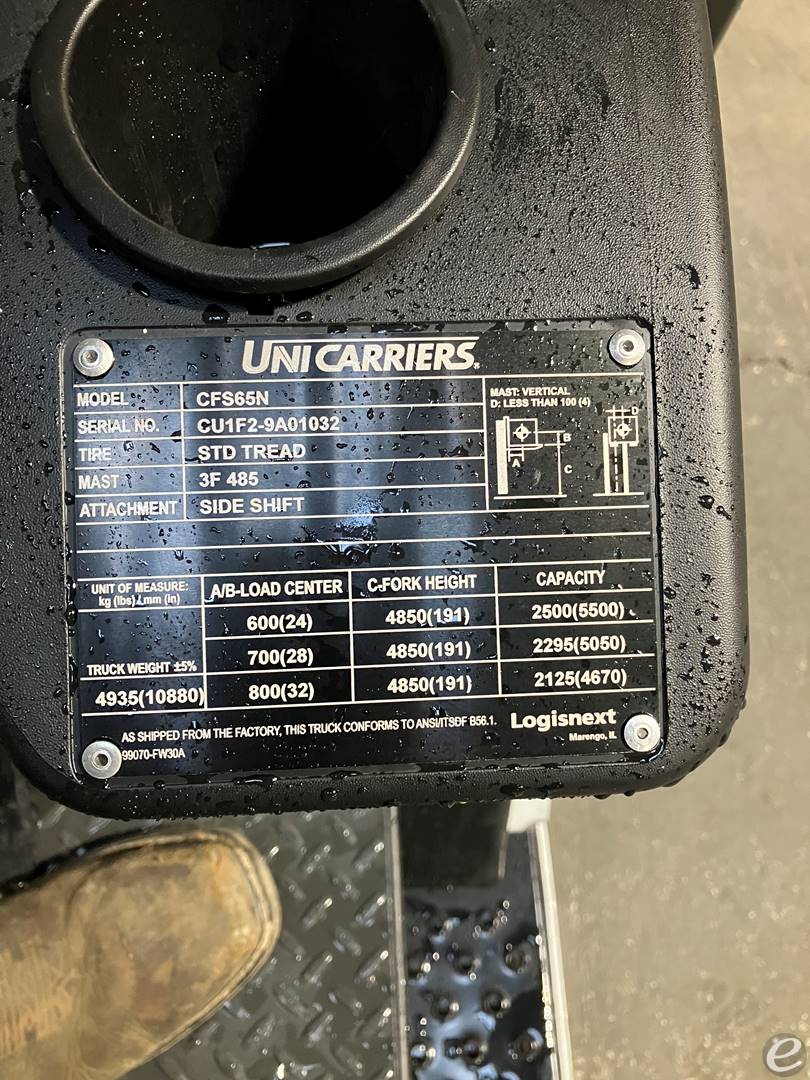 UNICARRIERS®
MODEL CFS65N
SERIAL NO. CU1F2-9A01032
TIRE STD TREAD
MAST 3F 485
ATTACHMENT SIDE SHIFT
MAST: VERTICAL
D: LESS THAN 100 (4)
D
B
A
C
UNIT OF MEASURE: kg (lbs) / mm (in) A/B-LOAD CENTER C-FORK HEIGHT CAPACITY
600(24) 4850(191) 2500(5500)
700(28) 4850(191) 2295(5050)
TRUCK WEIGHT ±5%
4935(10880) 800(32) 4850(191) 2125(4670)
AS SHIPPED FROM THE FACTORY, THIS TRUCK CONFORMS TO ANSI/ITSDF B56.1.
Logisnext
Marengo, IL
99070-FW30A
e